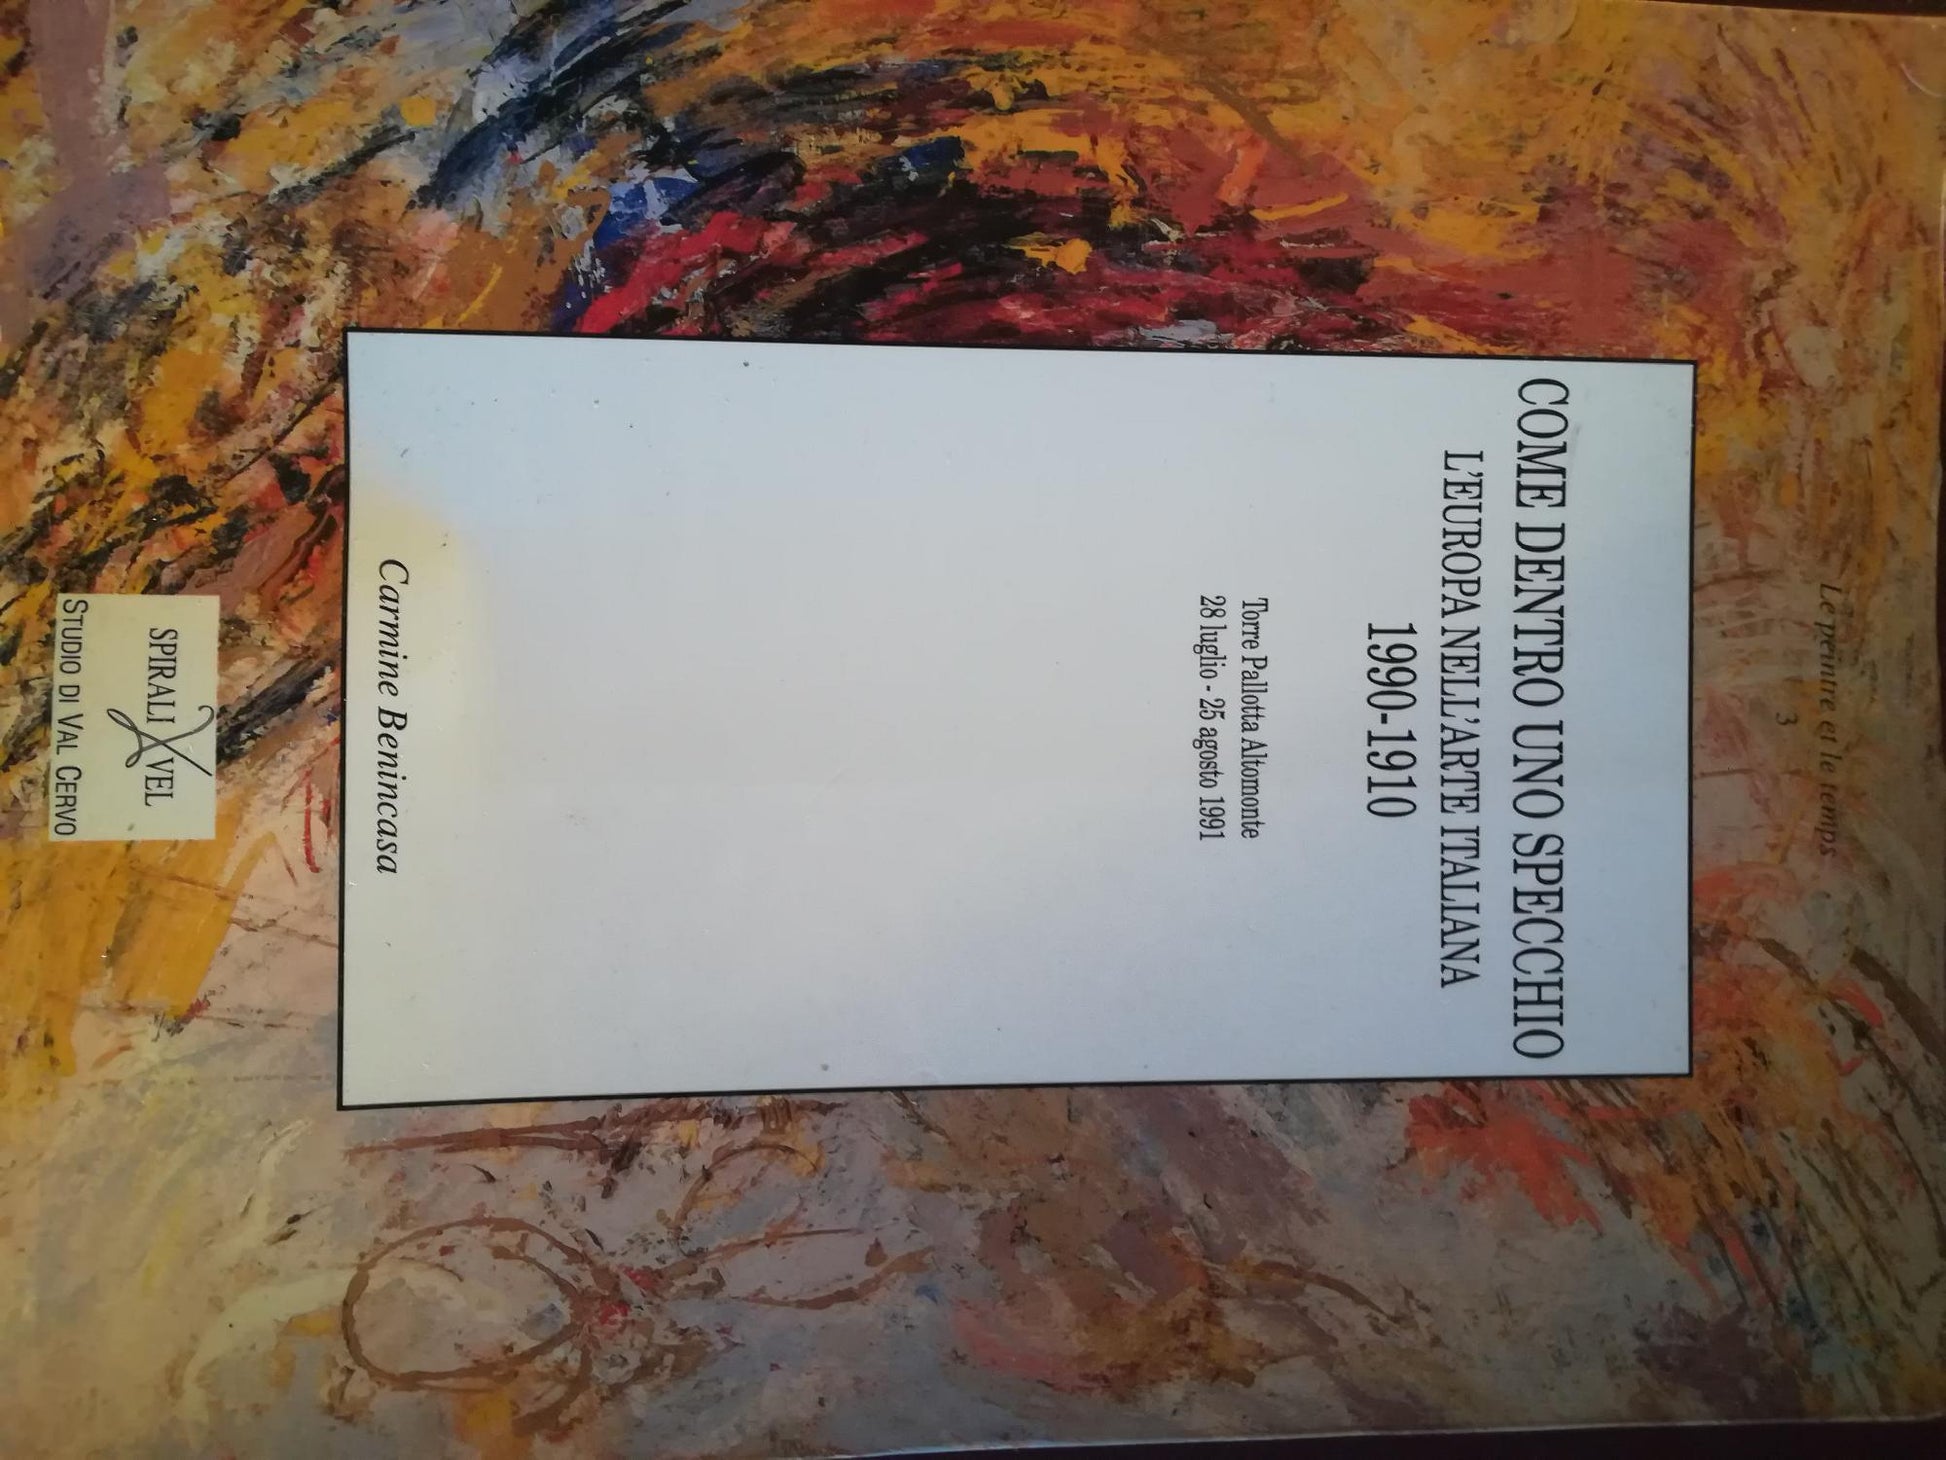 Le peintre et le temps
3
COME DENTRO UNO SPECCHIO
L'EUROPA NELL'ARTE ITALIANA
1990-1910
Torre Pallotta Altomonte
28 luglio - 25 agosto 1991
Carmine Benincasa
SPIRALI VEL
STUDIO DI VAL CERVO